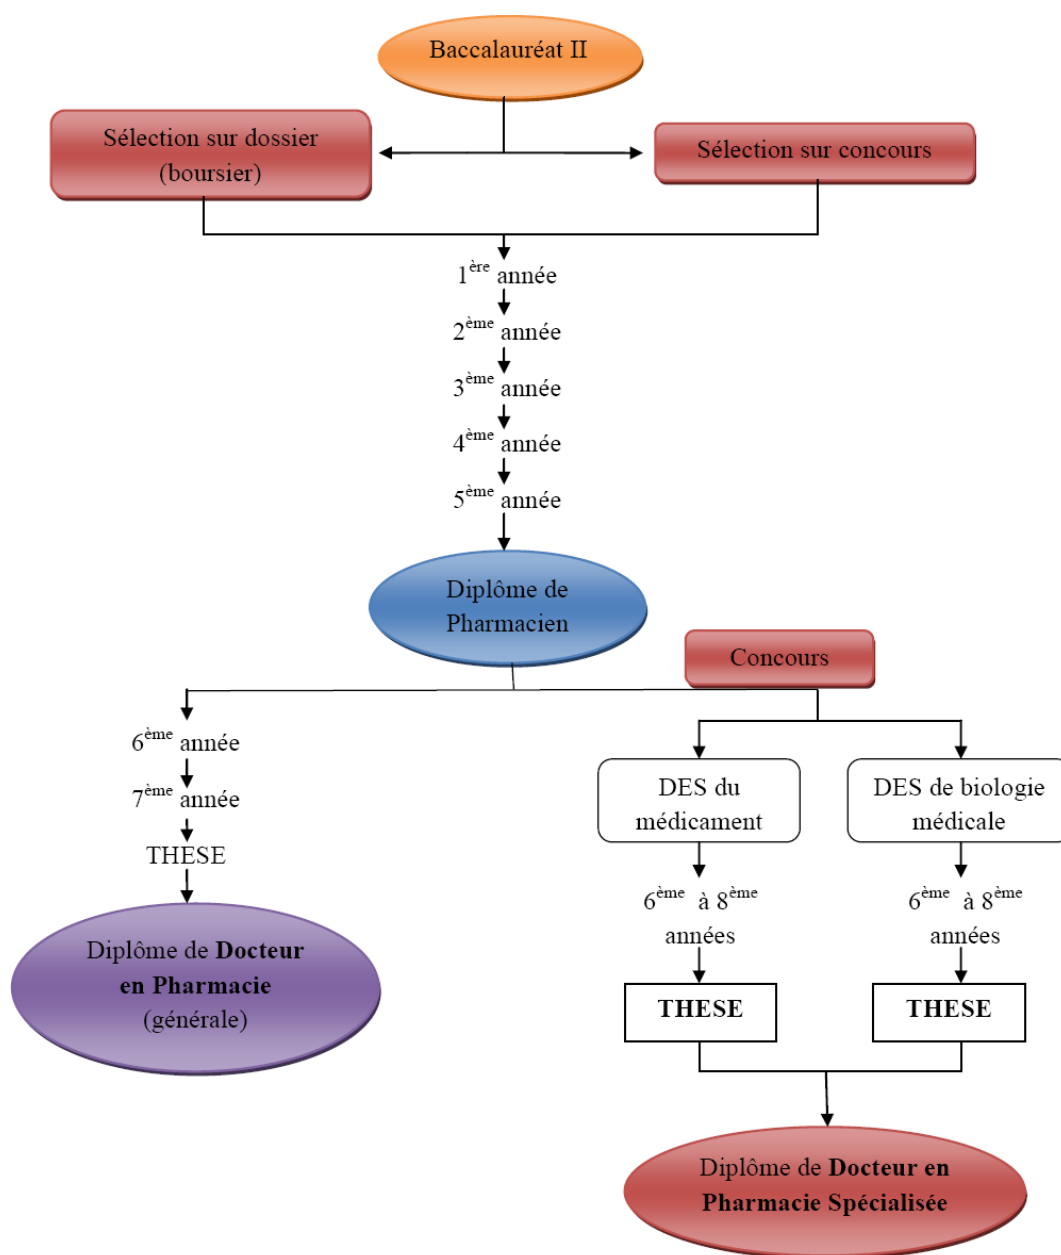 Baccalauréat II
Sélection sur dossier
(boursier)
Sélection sur concours
1ère année
2ème année
3ème année
4ème année
5ème année
Diplôme de
Pharmacien
Concours
6ème année
7ème année
THESE
Diplôme de Docteur
en Pharmacie
(générale)
DES du
médicament
6ème à 8ème
années
THESE
DES de biologie
médicale
6ème à 8ème
années
THESE
Diplôme de Docteur en
Pharmacie Spécialisée